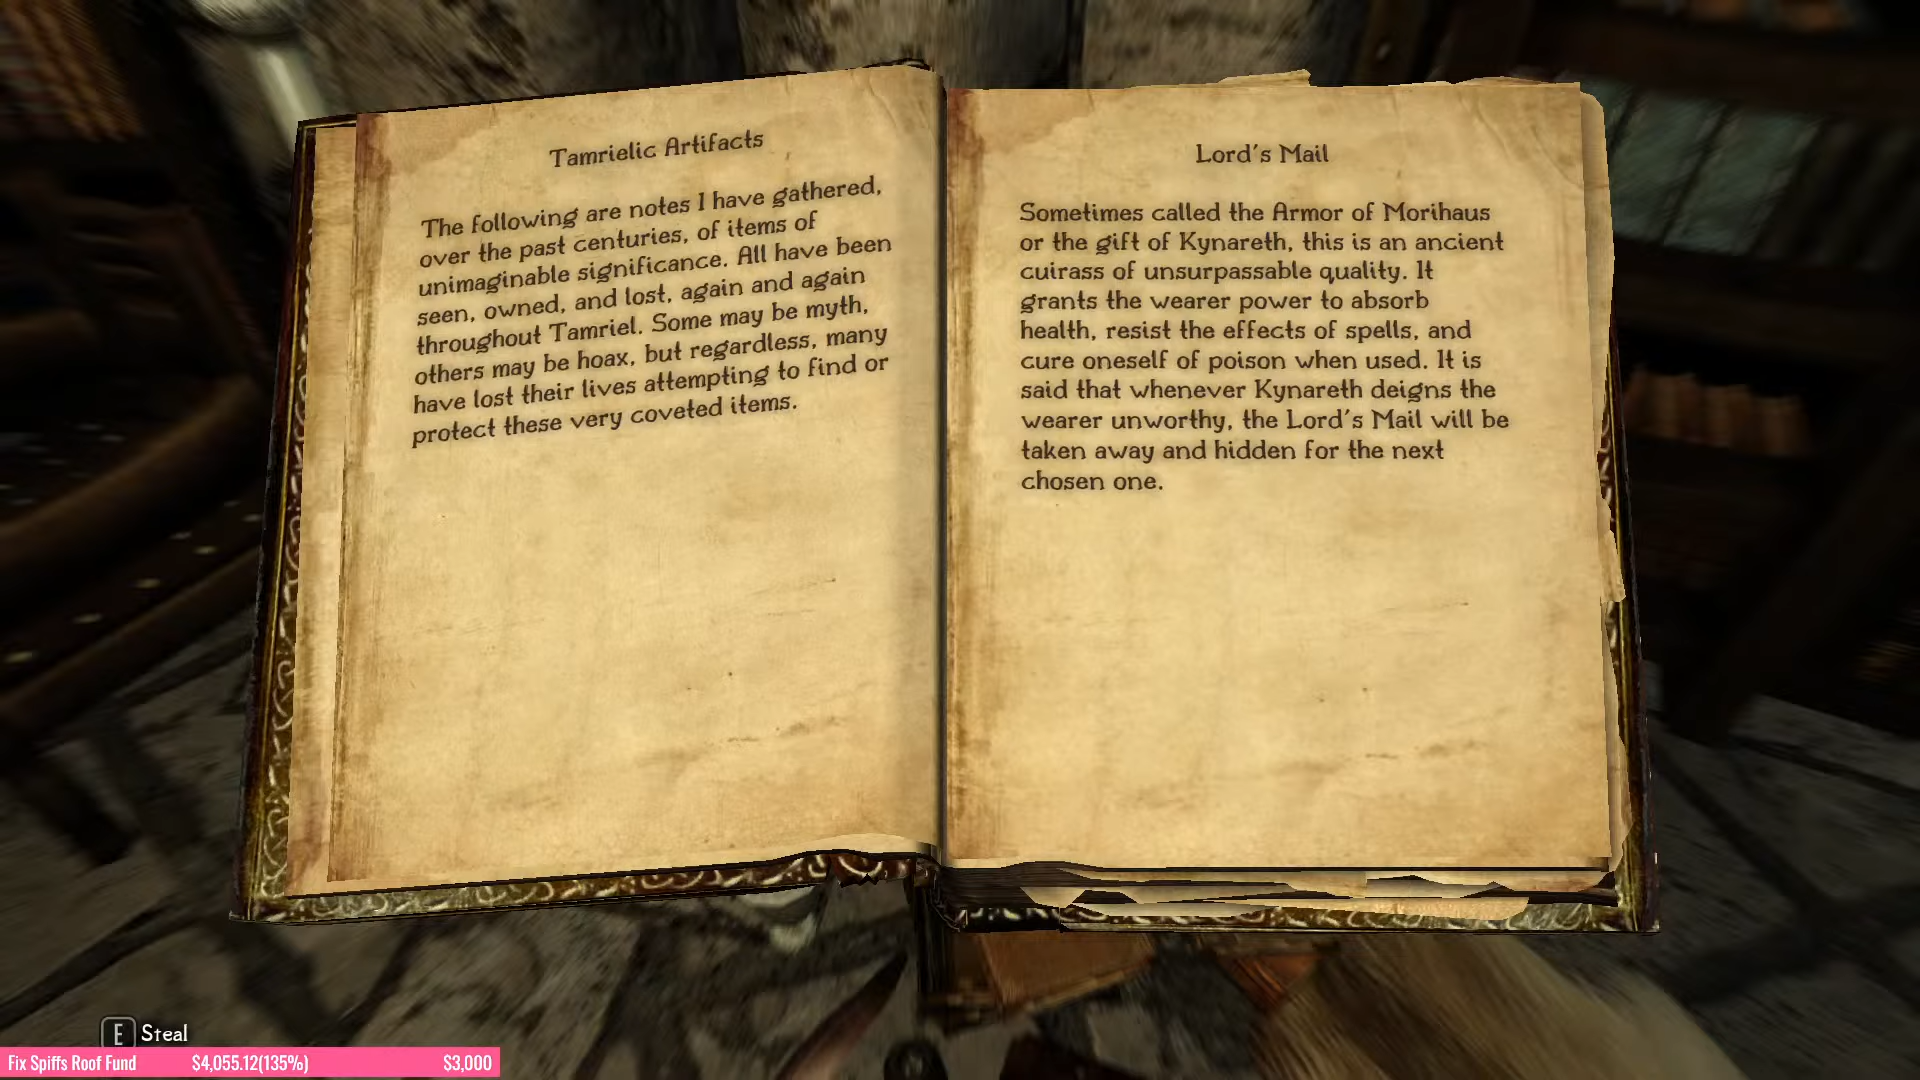 Tamrielic Artifacts
The following are notes I have gathered,
over the past centuries, of items of
unimaginable significance. All have been
seen, owned, and lost, again and again
throughout Tamriel. Some may be myth,
others may be hoax, but regardless, many
have lost their lives attempting to find or
protect these very coveted items.
Lord's Mail
Sometimes called the Armor of Morihaus
or the gift of Kynareth, this is an ancient
cuirass of unsurpassable quality. It
grants the wearer power to absorb
health, resist the effects of spells, and
cure oneself of poison when used. It is
said that whenever Kynareth deigns the
wearer unworthy, the Lord's Mail will be
taken away and hidden for the next
chosen one.
E Steal
Fix Spiffs Roof Fund $4,055.12(135%) $3,000